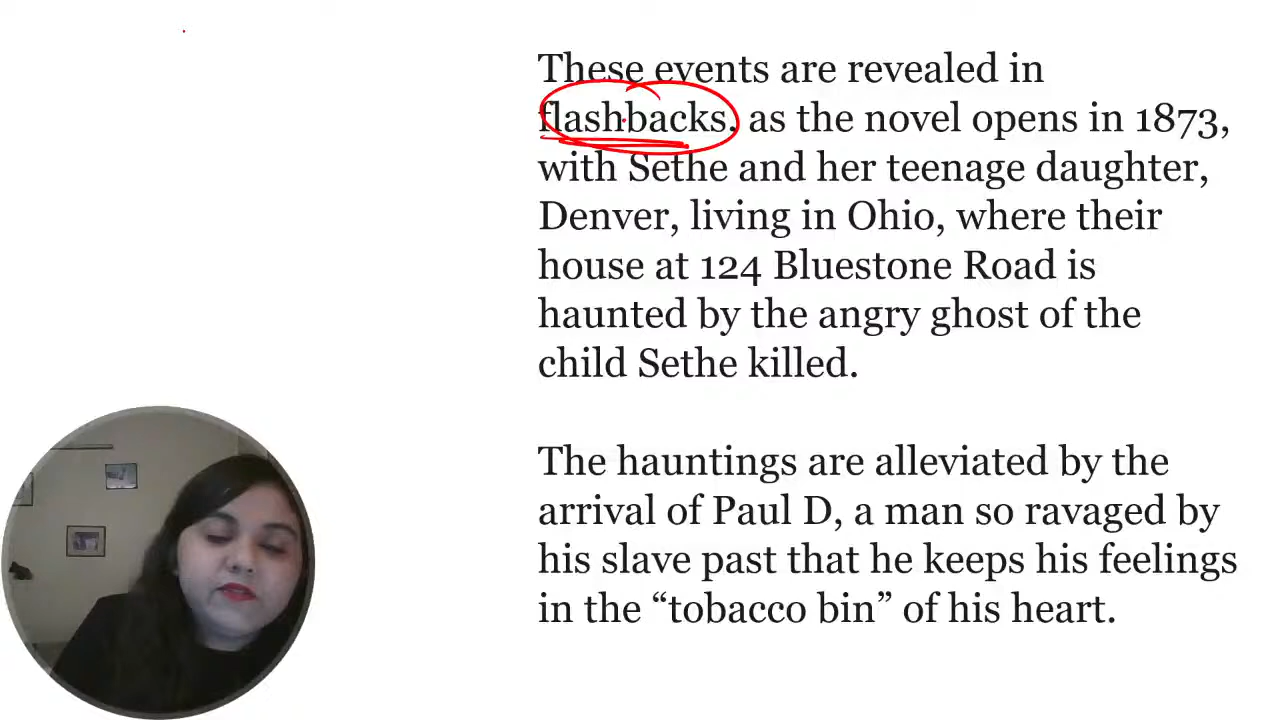 These events are revealed in
flashbacks, as the novel opens in 1873,
with Sethe and her teenage daughter,
Denver, living in Ohio, where their
house at 124 Bluestone Road is
haunted by the angry ghost of the
child Sethe killed.
The hauntings are alleviated by the
arrival of Paul D, a man so ravaged by
his slave past that he keeps his feelings
in the “tobacco bin” of his heart.